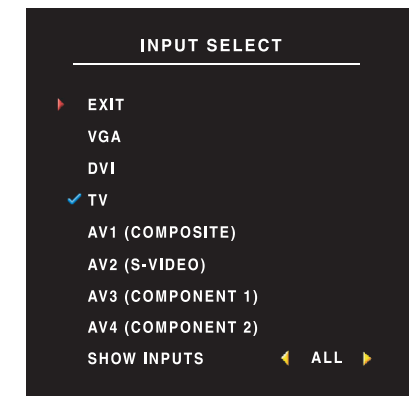 INPUT SELECT
EXIT
VGA
DVI
TV
AV1 (COMPOSITE)
AV2 (S-VIDEO)
AV3 (COMPONENT 1)
AV4 (COMPONENT 2)
SHOW INPUTS ALL